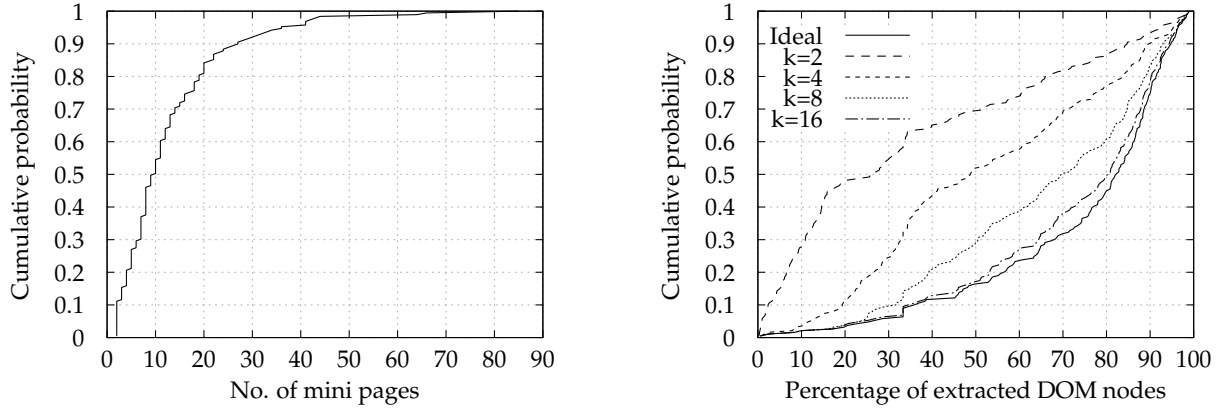 1
0.9
0.8
0.7
0.6
0.5
0.4
0.3
0.2
0.1
0
Cumulative probability
0 10 20 30 40 50 60 70 80 90
No. of mini pages
1
0.9
0.8
0.7
0.6
0.5
0.4
0.3
0.2
0.1
0
Cumulative probability
Ideal
k=2
k=4
k=8
k=16
0 10 20 30 40 50 60 70 80 90 100
Percentage of extracted DOM nodes